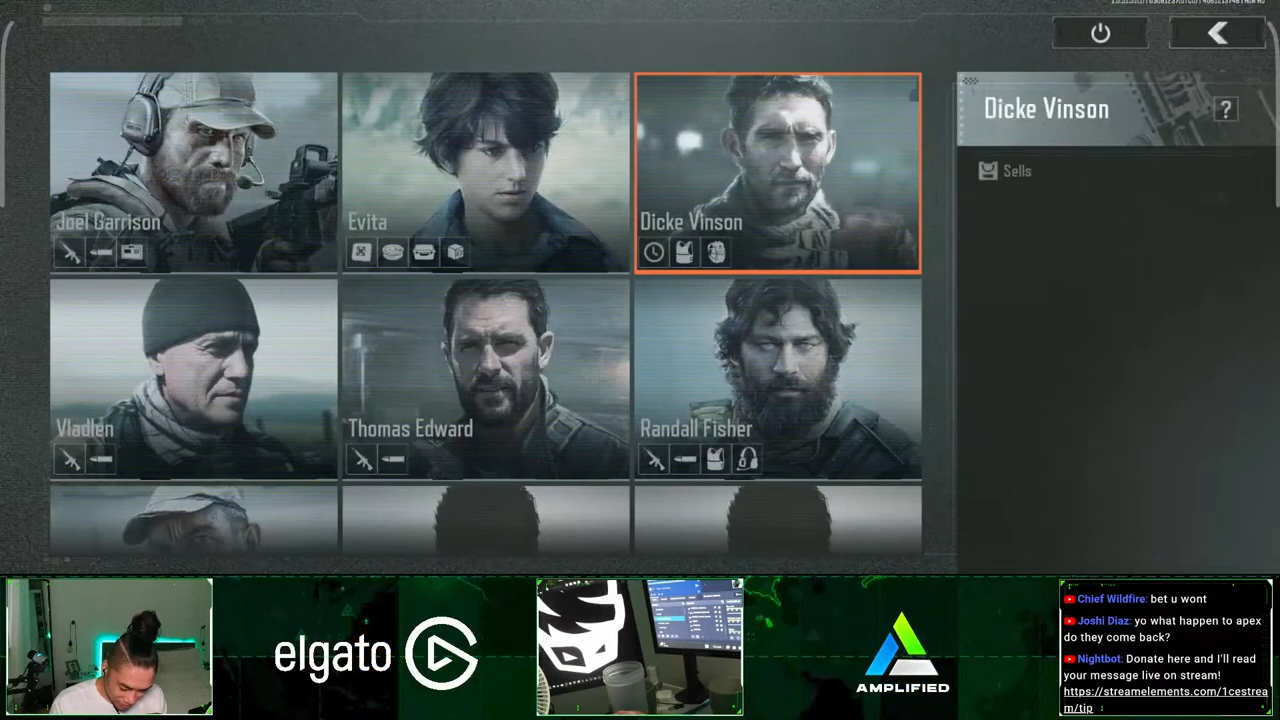 Joel Garrison
Evita
Dicke Vinson
Dicke Vinson
?
Sells
Vladlen
Thomas Edward
Randall Fisher
elgato
AMPLIFIED
Chief Wildfire: bet u wont
Joshi Diaz: yo what happen to apex
do they come back?
Nightbot: Donate here and I'll read
your message live on stream!
https://streamelements.com/1cestrea
m/tip